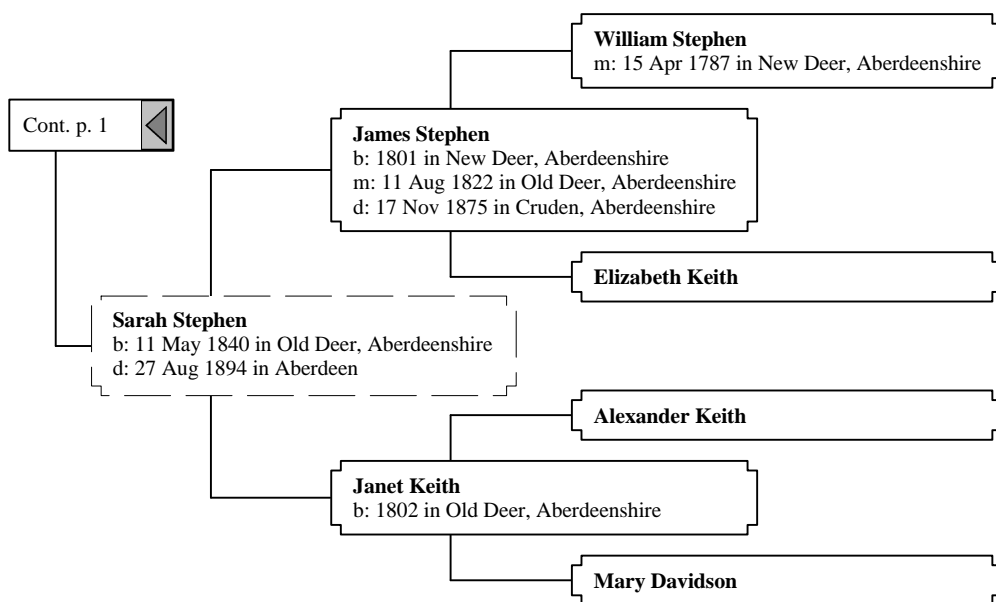 William Stephen
m: 15 Apr 1787 in New Deer, Aberdeenshire
Cont. p. 1
James Stephen
b: 1801 in New Deer, Aberdeenshire
m: 11 Aug 1822 in Old Deer, Aberdeenshire
d: 17 Nov 1875 in Cruden, Aberdeenshire
Elizabeth Keith
Sarah Stephen
b: 11 May 1840 in Old Deer, Aberdeenshire
d: 27 Aug 1894 in Aberdeen
Alexander Keith
Janet Keith
b: 1802 in Old Deer, Aberdeenshire
Mary Davidson